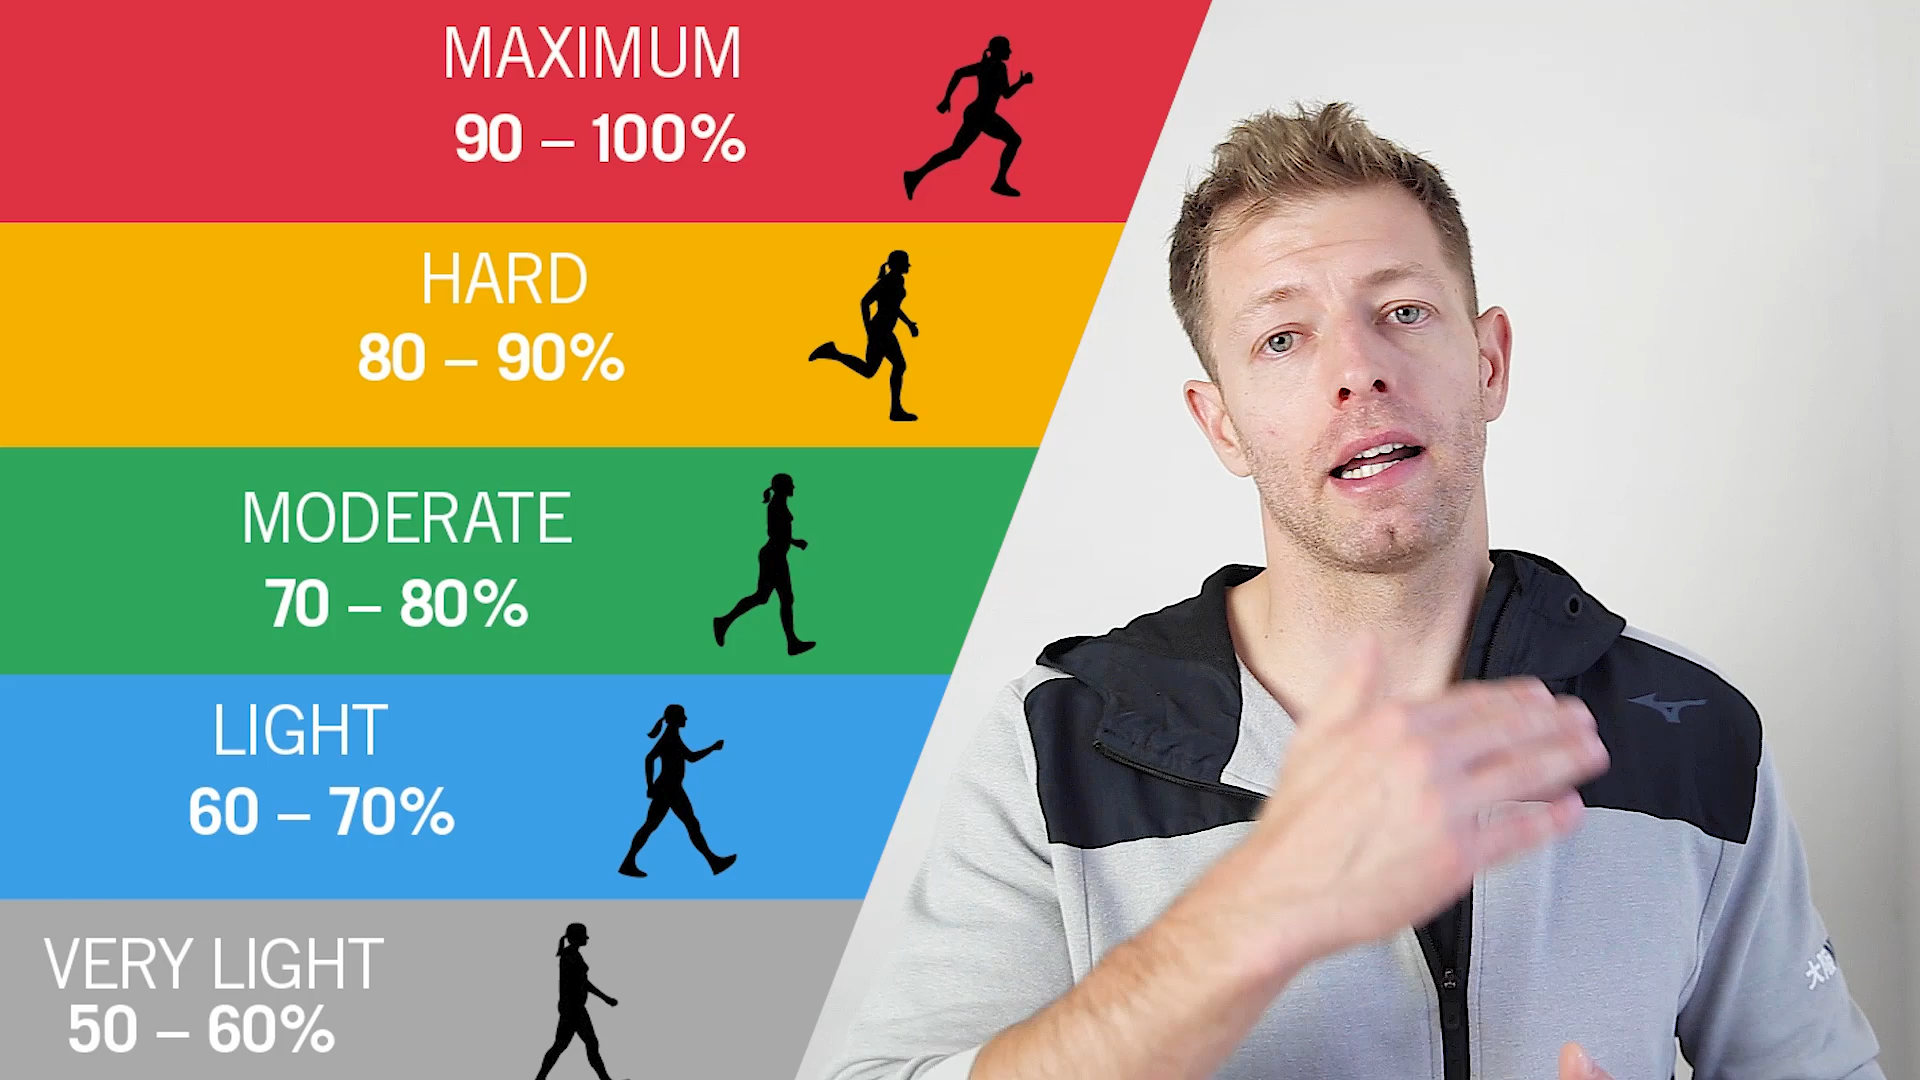 MAXIMUM
90 – 100%
HARD
80 – 90%
MODERATE
70 – 80%
LIGHT
60 – 70%
VERY LIGHT
50 – 60%